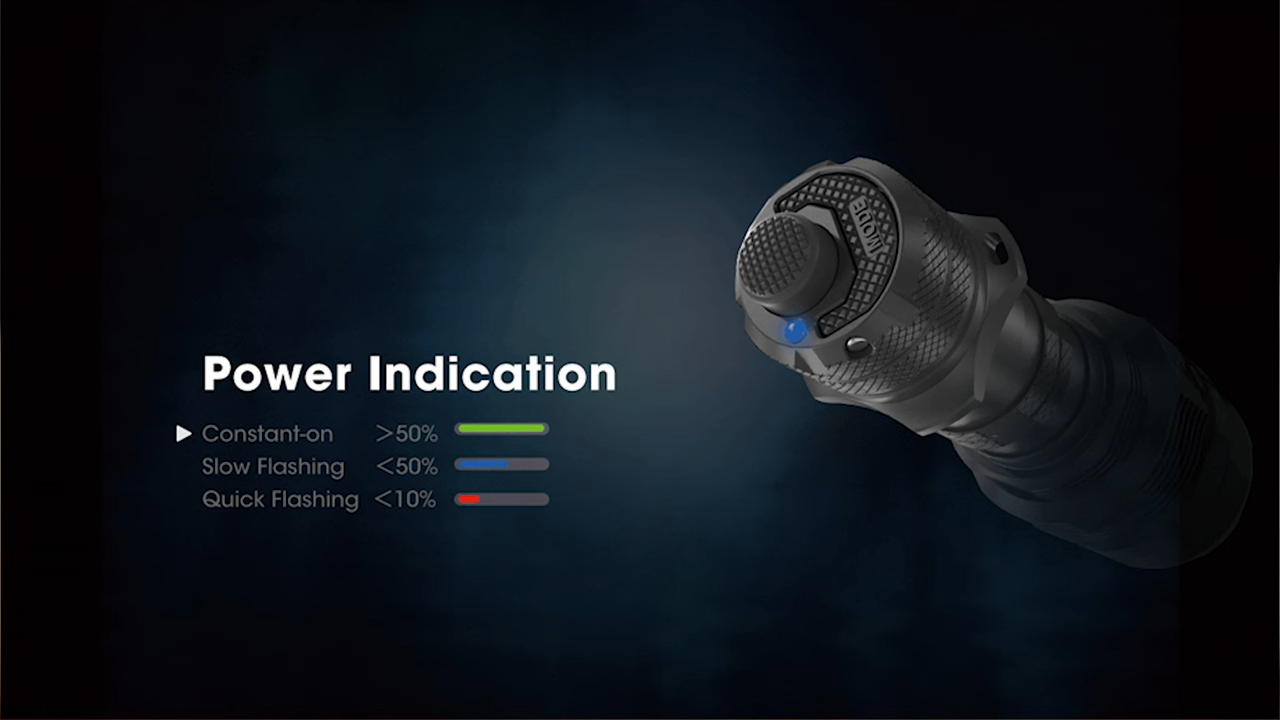 MODE
Power Indication
Constant-on >50%
Slow Flashing <50%
Quick Flashing <10%